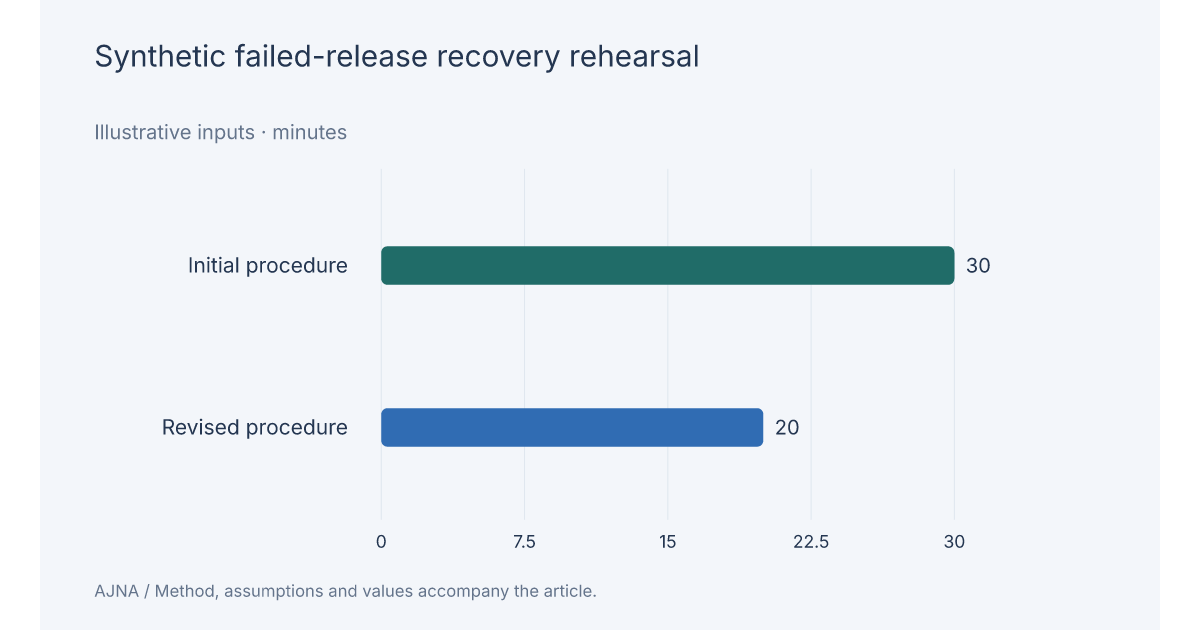 Synthetic failed-release recovery rehearsal
Illustrative inputs · minutes
Initial procedure 30
Revised procedure 20
0 7.5 15 22.5 30
AJNA / Method, assumptions and values accompany the article.